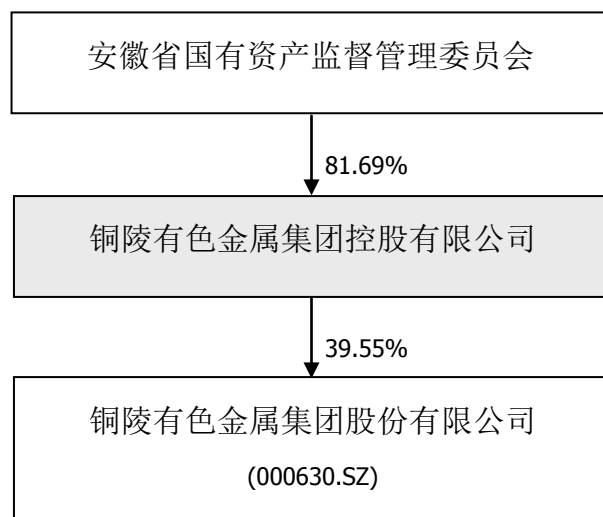 安徽省国有资产监督管理委员会
81.69%
铜陵有色金属集团控股有限公司
39.55%
铜陵有色金属集团股份有限公司
(000630.SZ)